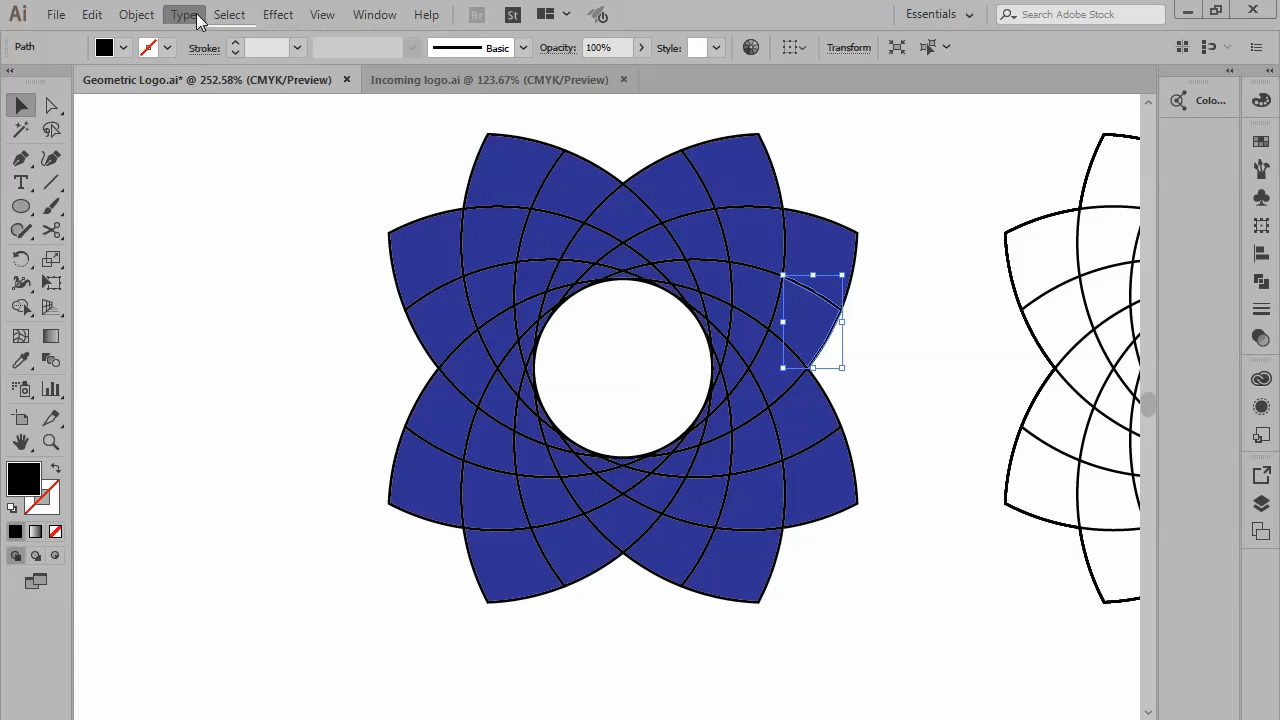 Ai File Edit Object Type Select Effect View Window Help Br St Essentials Search Adobe Stock
Path Stroke: Basic Opacity: 100% Style: Transform
Geometric Logo.ai* @ 252.58% (CMYK/Preview) × Incoming logo.ai @ 123.67% (CMYK/Preview) ×
Colo...
T